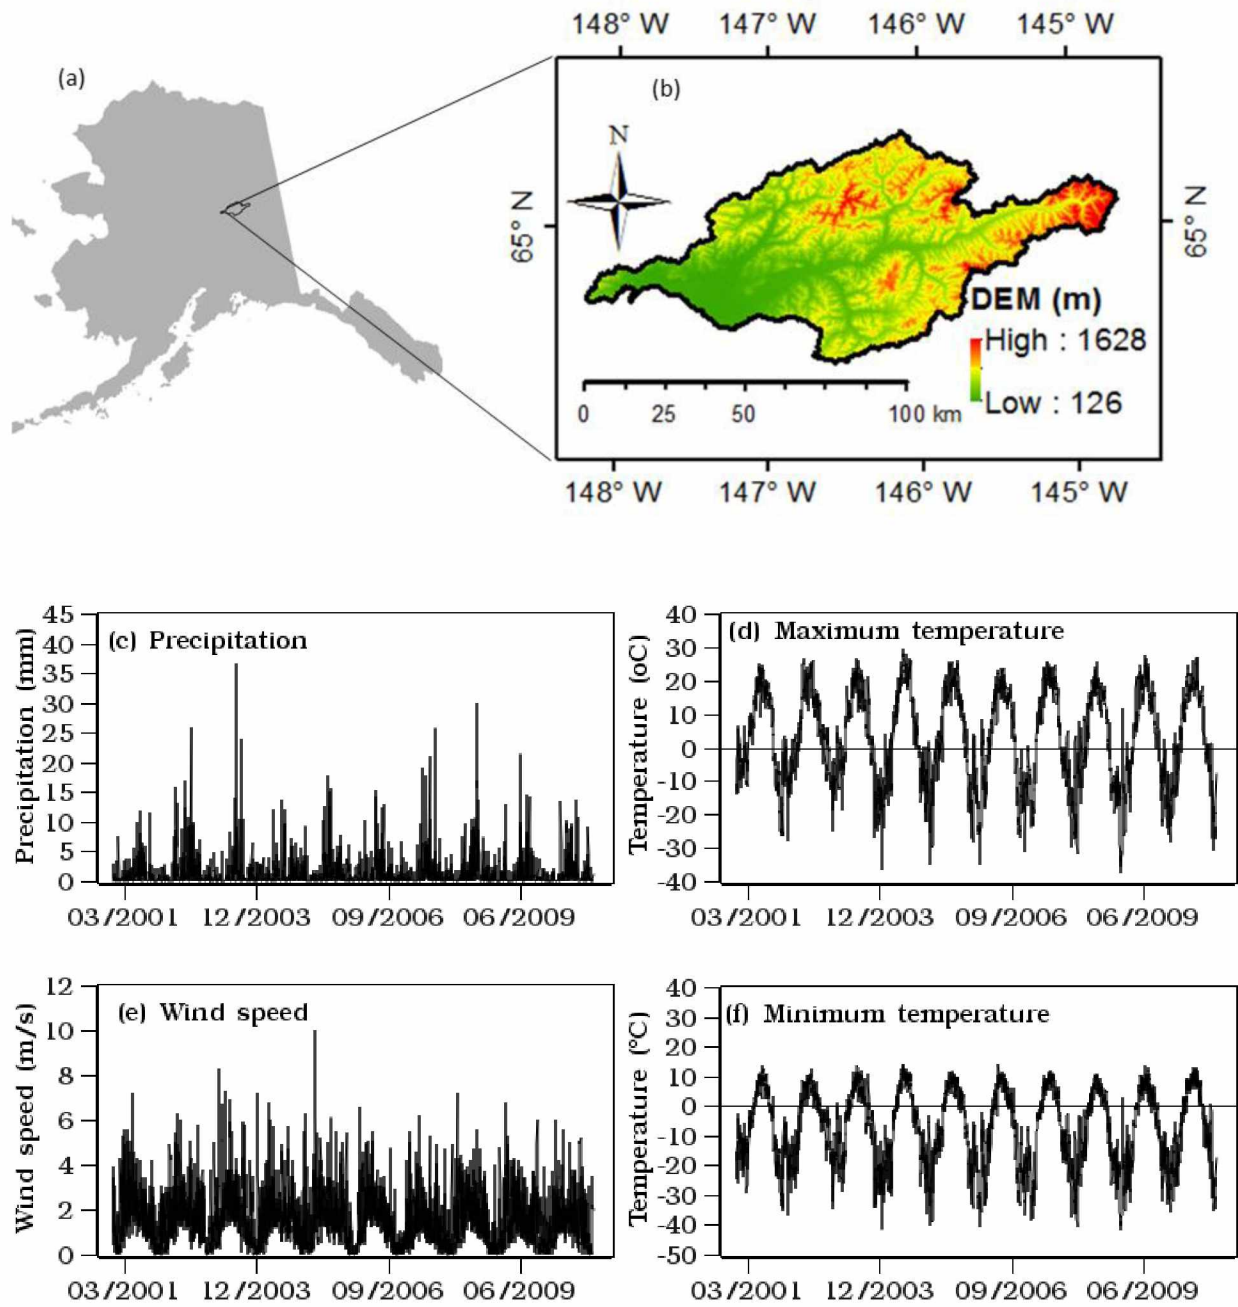 148° W 147° W 146° W 145° W
(a)
(b)
N
65° N
65° N
DEM (m)
High : 1628
Low : 126
0 25 50 100 km
148° W 147° W 146° W 145° W
45
40
35
30
25
20
15
10
5
0
Precipitation (mm)
(c) Precipitation
03/2001 12/2003 09/2006 06/2009
40
30
20
10
0
-10
-20
-30
-40
Temperature (oC)
(d) Maximum temperature
03/2001 12/2003 09/2006 06/2009
12
10
8
6
4
2
0
Wind speed (m/s)
(e) Wind speed
03/2001 12/2003 09/2006 06/2009
40
30
20
10
0
-10
-20
-30
-40
-50
Temperature (°C)
(f) Minimum temperature
03/2001 12/2003 09/2006 06/2009